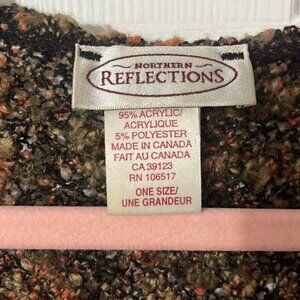 NORTHERN
REFLECTIONS
95% ACRYLIC/
ACRYLIQUE
5% POLYESTER
MADE IN CANADA
FAIT AU CANADA
CA 39123
RN 106517
ONE SIZE/
UNE GRANDEUR